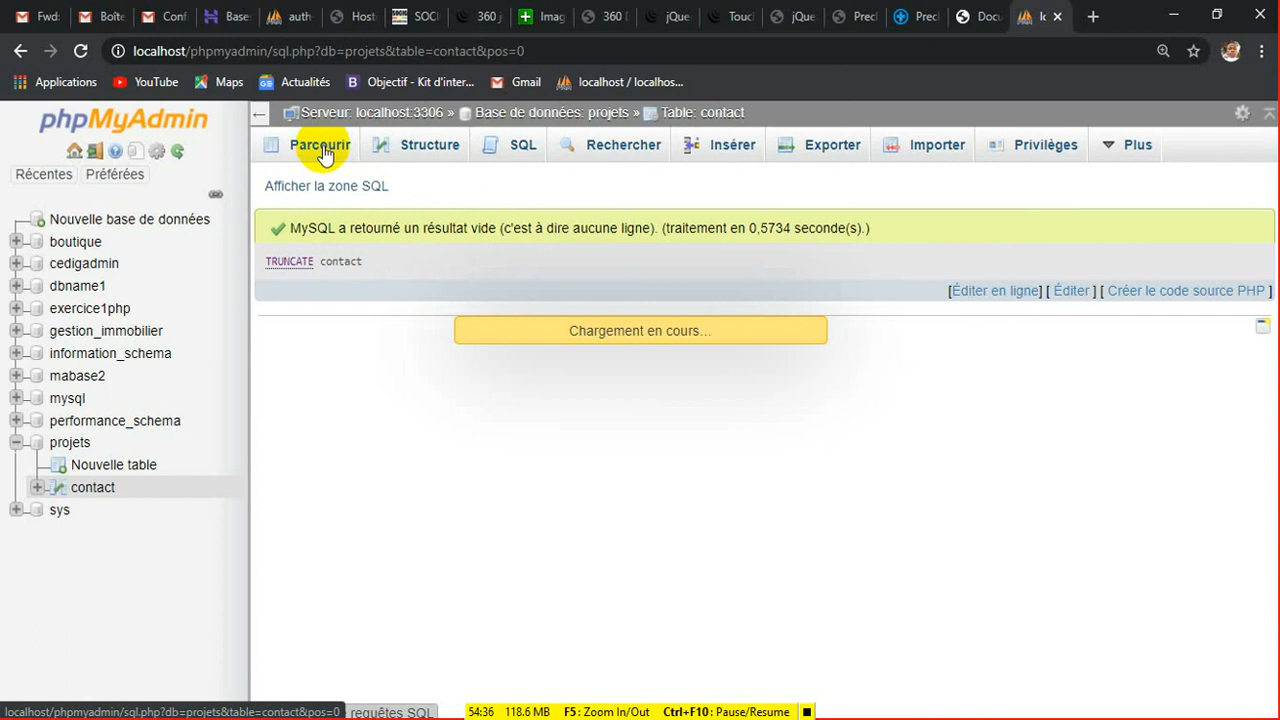 Fwd:
Boîte
Conf
Base
auth-
Host
SOCI
360 j
Imag
360 I
jQue
Touc
jQue
Prec
Prec
Docu
lo
localhost/phpmyadmin/sql.php?db=projets&table=contact&pos=0
Applications YouTube Maps Actualités Objectif - Kit d'inter... Gmail localhost / localhos...
phpMyAdmin
Récentes Préférées
Nouvelle base de données
boutique
cedigadmin
dbname1
exercice1php
gestion_immobilier
information_schema
mabase2
mysql
performance_schema
projets
Nouvelle table
contact
sys
Serveur: localhost:3306 » Base de données: projets » Table: contact
Parcourir Structure SQL Rechercher Insérer Exporter Importer Privilèges Plus
Afficher la zone SQL
MySQL a retourné un résultat vide (c'est à dire aucune ligne). (traitement en 0,5734 seconde(s).)
TRUNCATE contact
[Éditer en ligne] [ Éditer ] [ Créer le code source PHP ]
Chargement en cours…
localhost/phpmyadmin/sql.php?db=projets&table=contact&pos=0
requêtes SQL
54:36 118.6 MB F5: Zoom In/Out Ctrl+F10: Pause/Resume